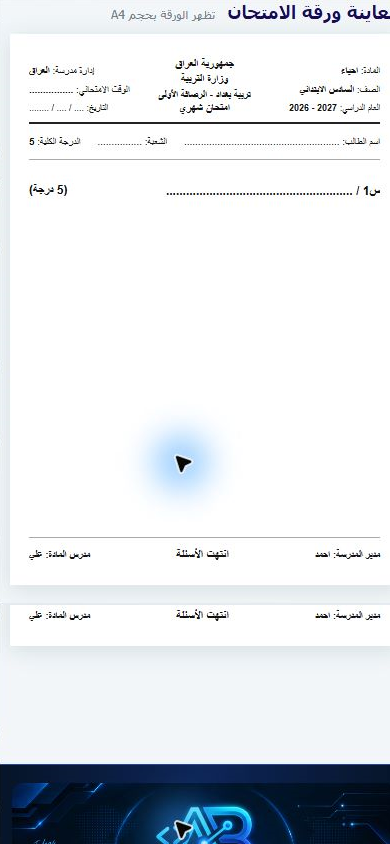 معاينة ورقة الامتحان تظهر الورقة بحجم A4
المادة: احياء
الصف: السادس الابتدائي
العام الدراسي: 2027 - 2026
جمهورية العراق
وزارة التربية
تربية بغداد - الرصافة الأولى
امتحان شهري
إدارة مدرسة: العراق
الوقت الامتحاني: ................
التاريخ: .... / .... / ........
اسم الطالب: ........................................................ الشعبة: ................ الدرجة الكلية: 5
س1 / ........................................................ (5 درجة)
مدير المدرسة: احمد انتهت الأسئلة مدرس المادة: علي
مدير المدرسة: احمد انتهت الأسئلة مدرس المادة: علي